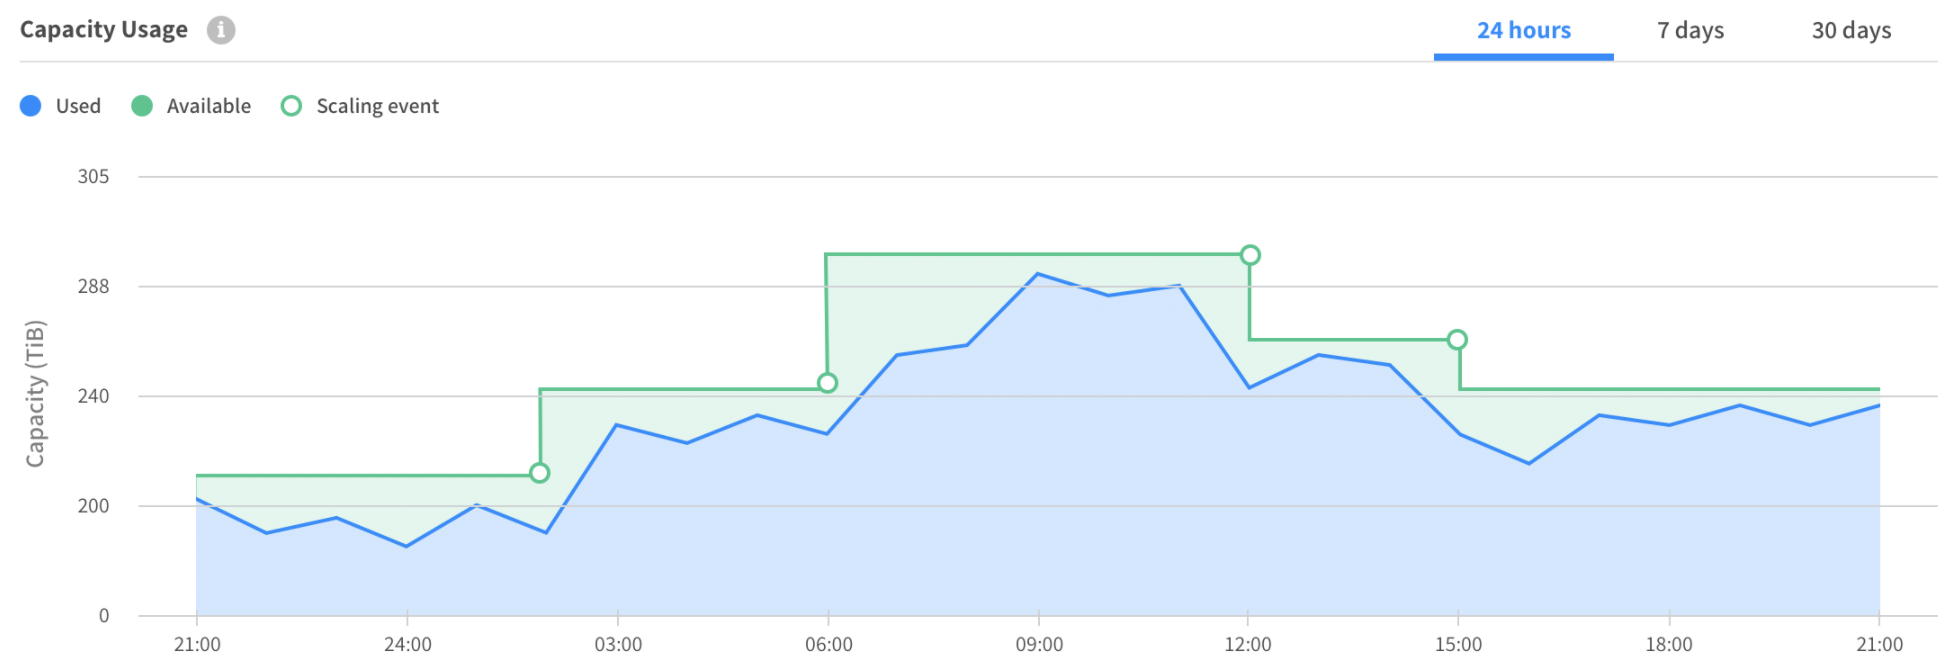 Capacity Usage i
24 hours 7 days 30 days
Used Available Scaling event
Capacity (TiB)
305
288
240
200
0
21:00 24:00 03:00 06:00 09:00 12:00 15:00 18:00 21:00